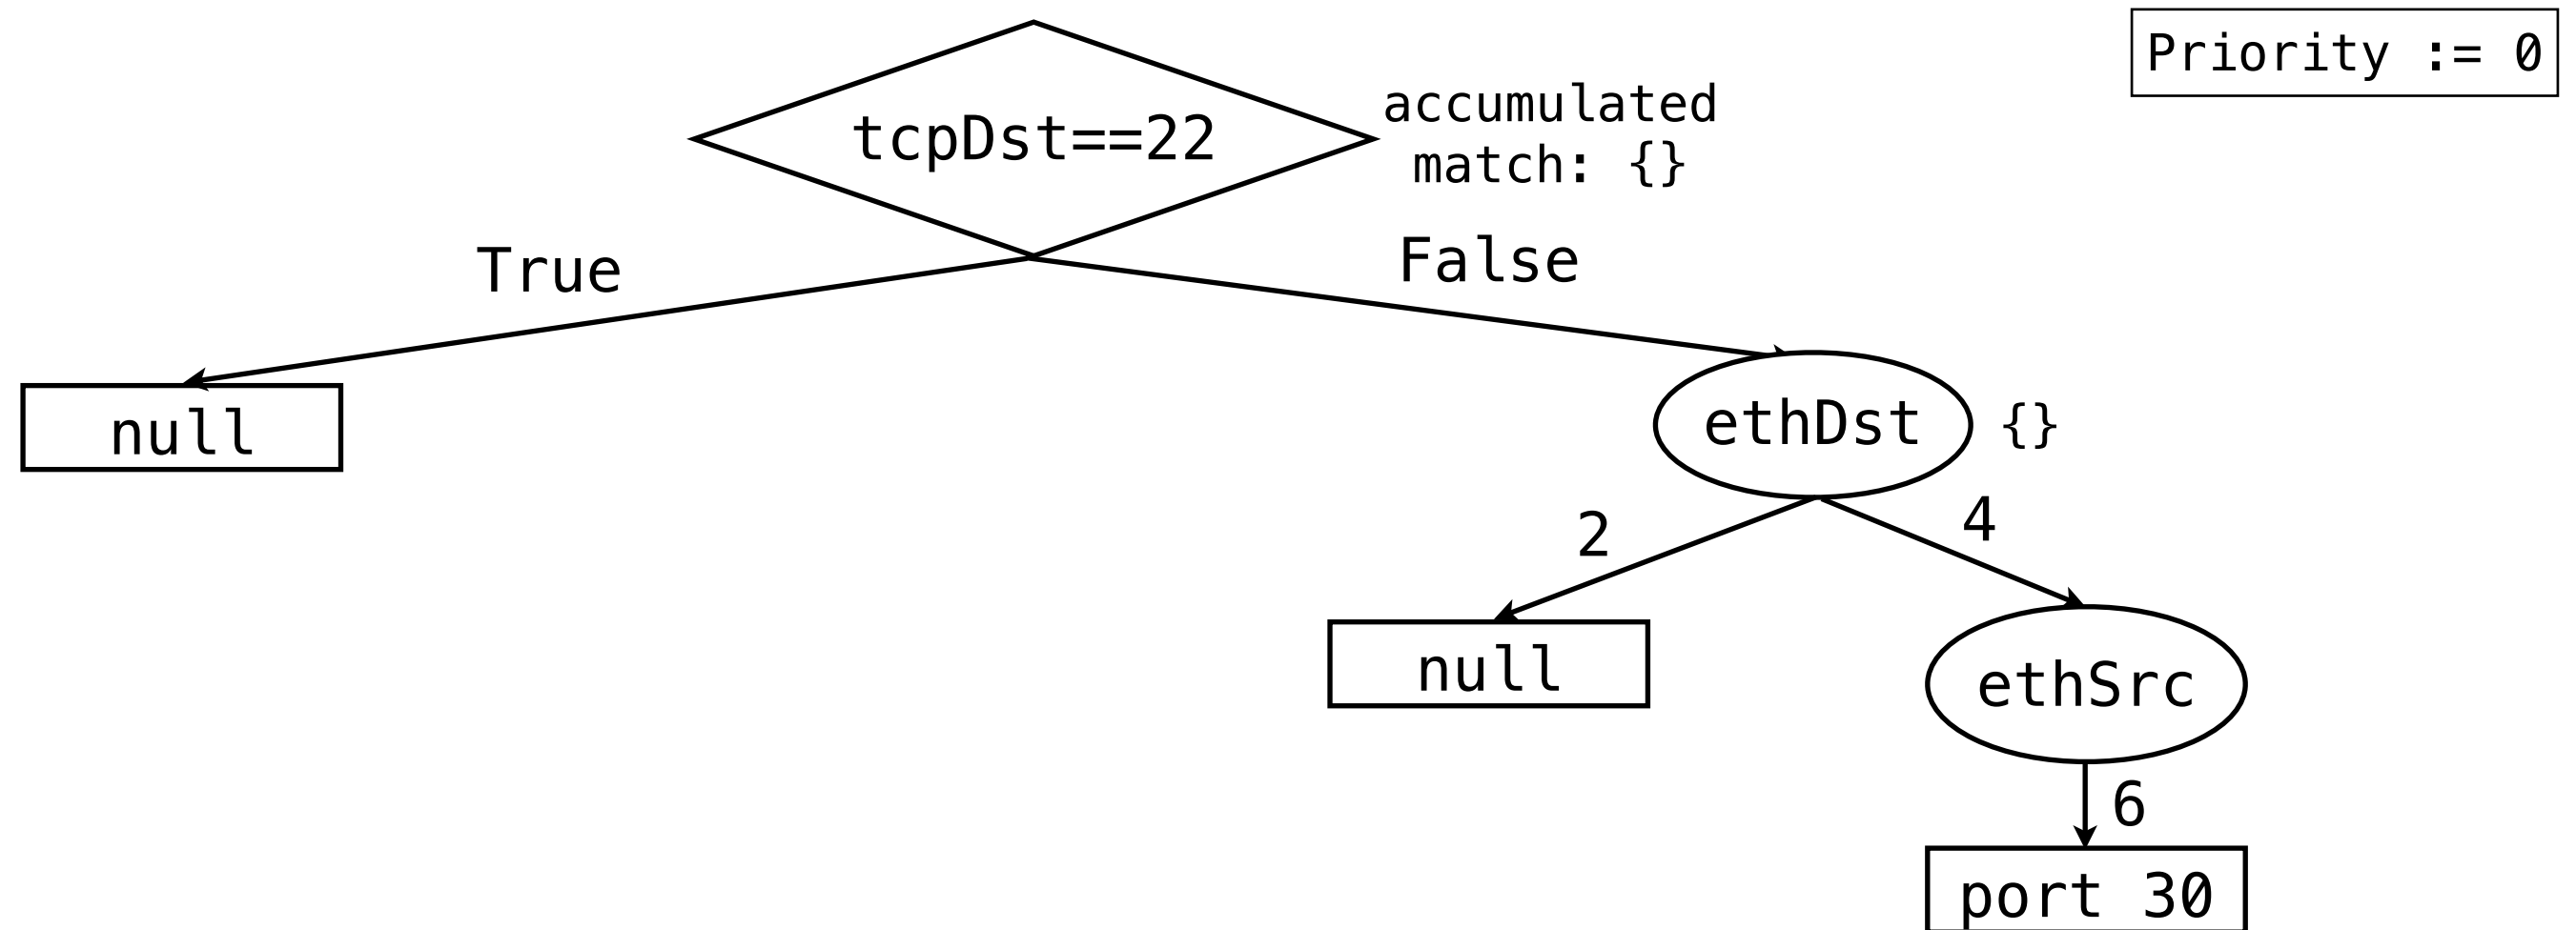 Priority := 0
tcpDst==22
accumulated
match: {}
True
False
null
ethDst
{}
2
4
null
ethSrc
6
port 30